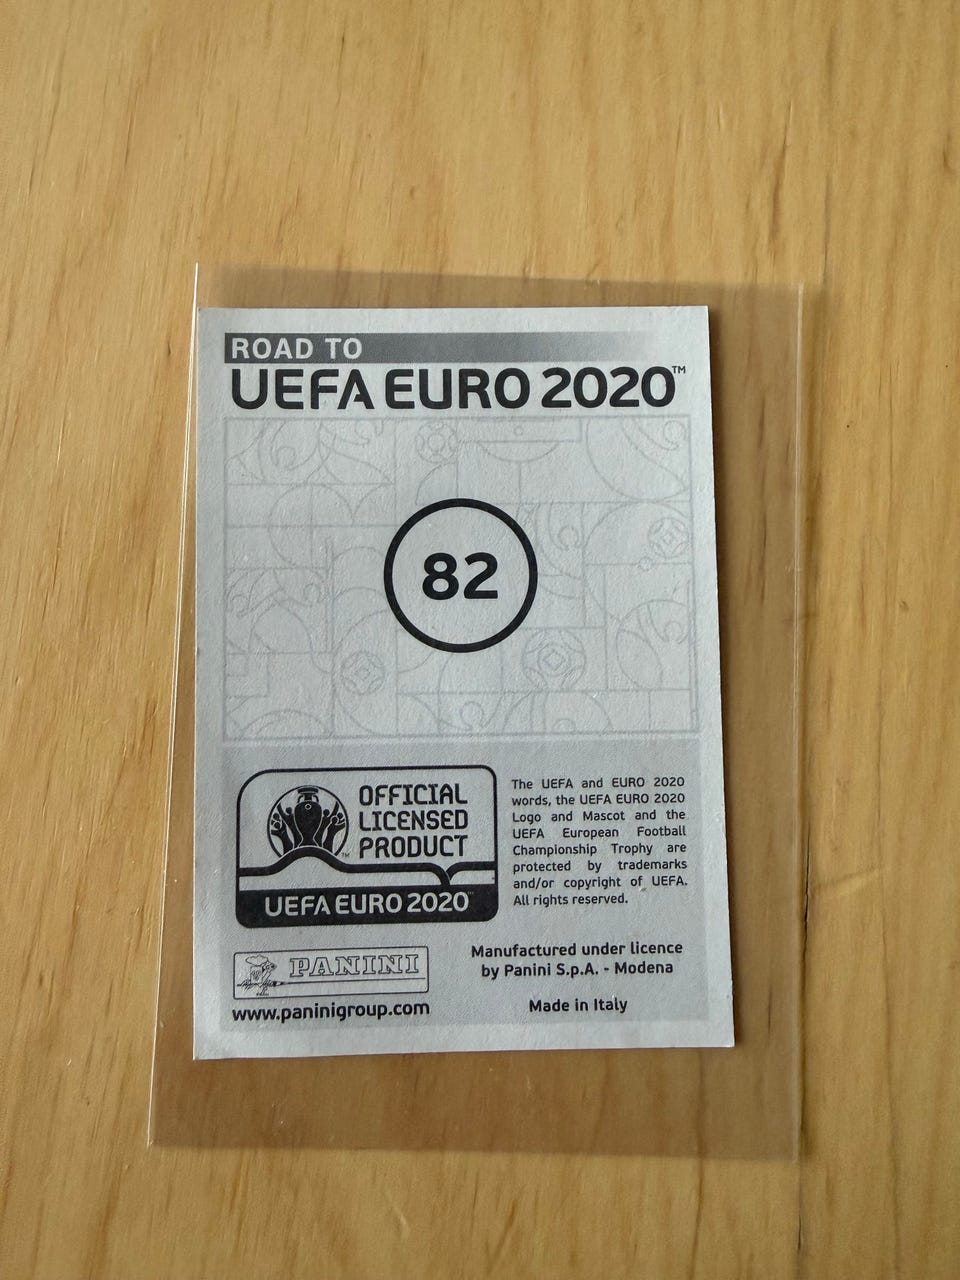 ROAD TO
UEFA EURO 2020™
82
OFFICIAL
LICENSED
PRODUCT
™
UEFA EURO 2020™
The UEFA and EURO 2020
words, the UEFA EURO 2020
Logo and Mascot and the
UEFA European Football
Championship Trophy are
protected by trademarks
and/or copyright of UEFA.
All rights reserved.
PANINI
www.paninigroup.com
Manufactured under licence
by Panini S.p.A. - Modena
Made in Italy